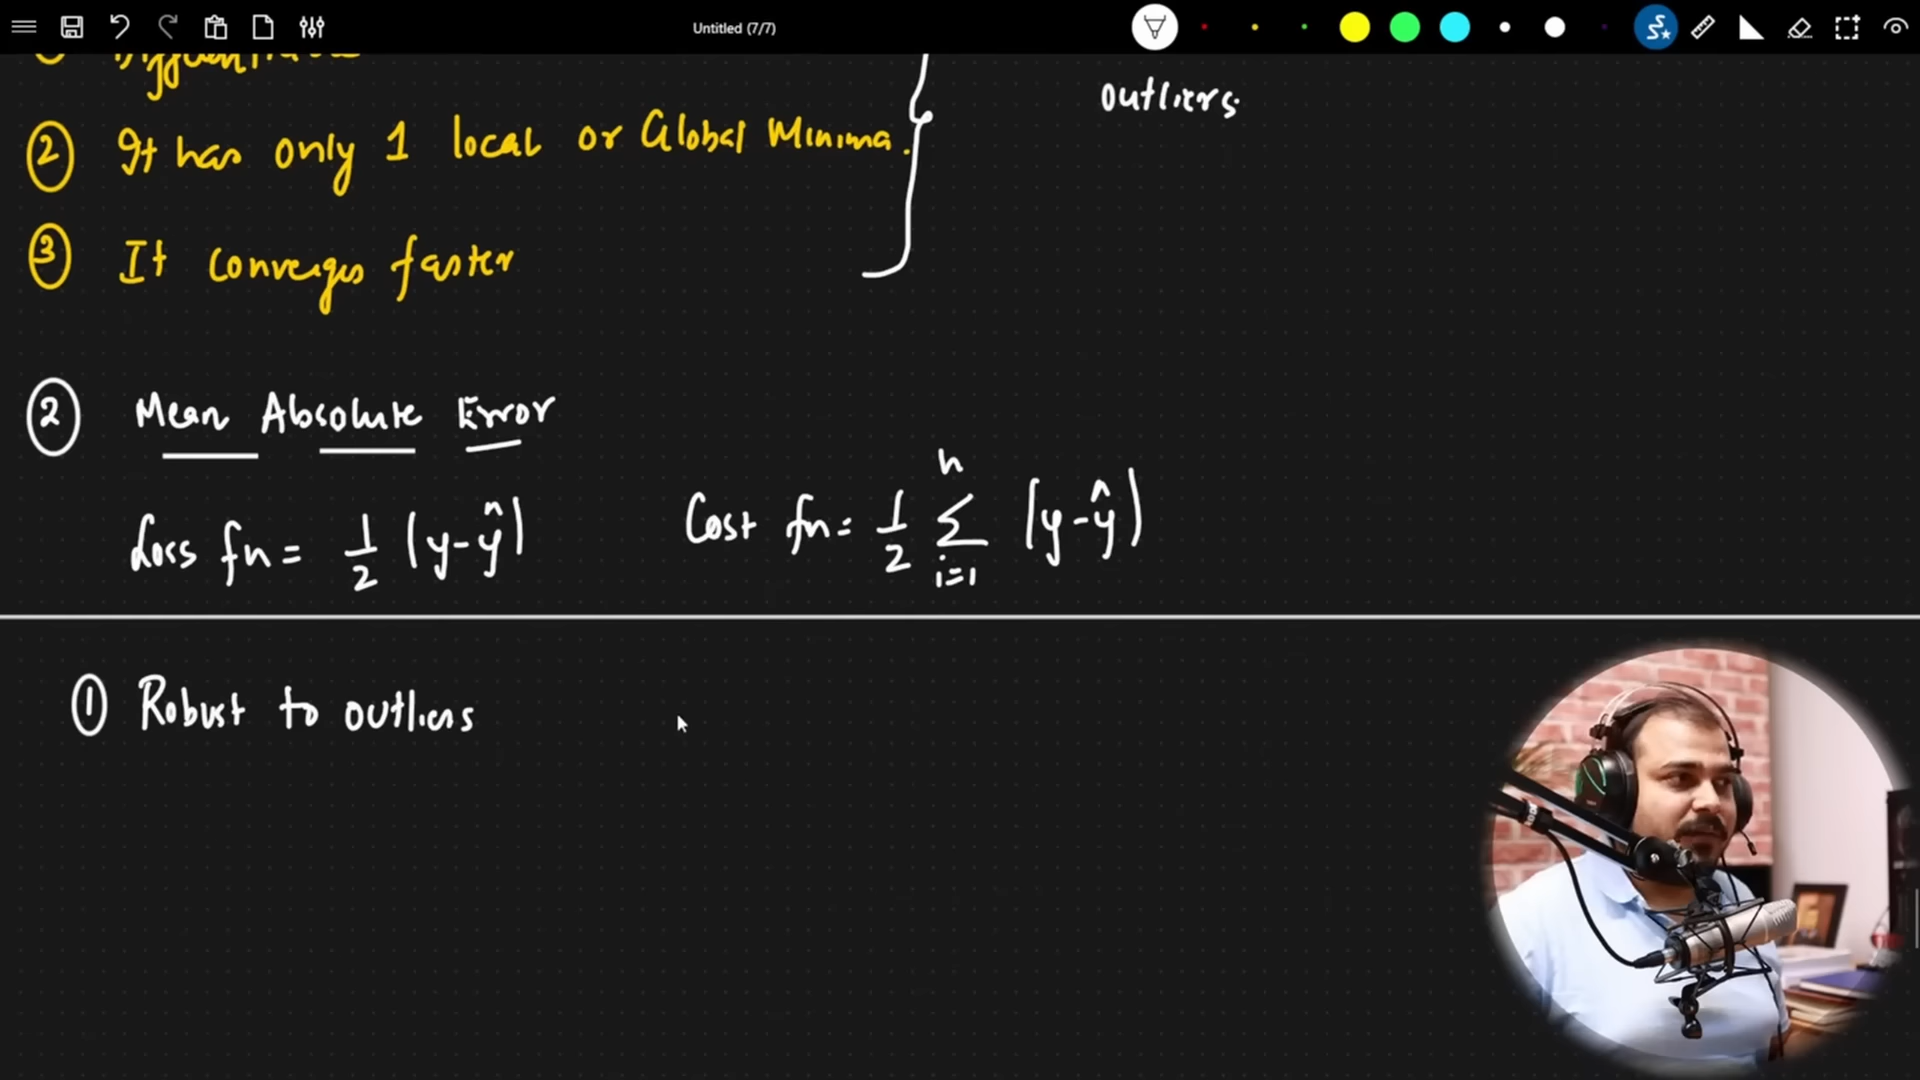 Untitled (7/7)
outliers.
② It has only 1 local or Global Minima.
③ It converges faster
② Mean Absolute Error
Loss fn = 1/2 |y-ŷ|
Cost fn = 1/2 n∑i=1 |y-ŷ|
① Robust to outliers